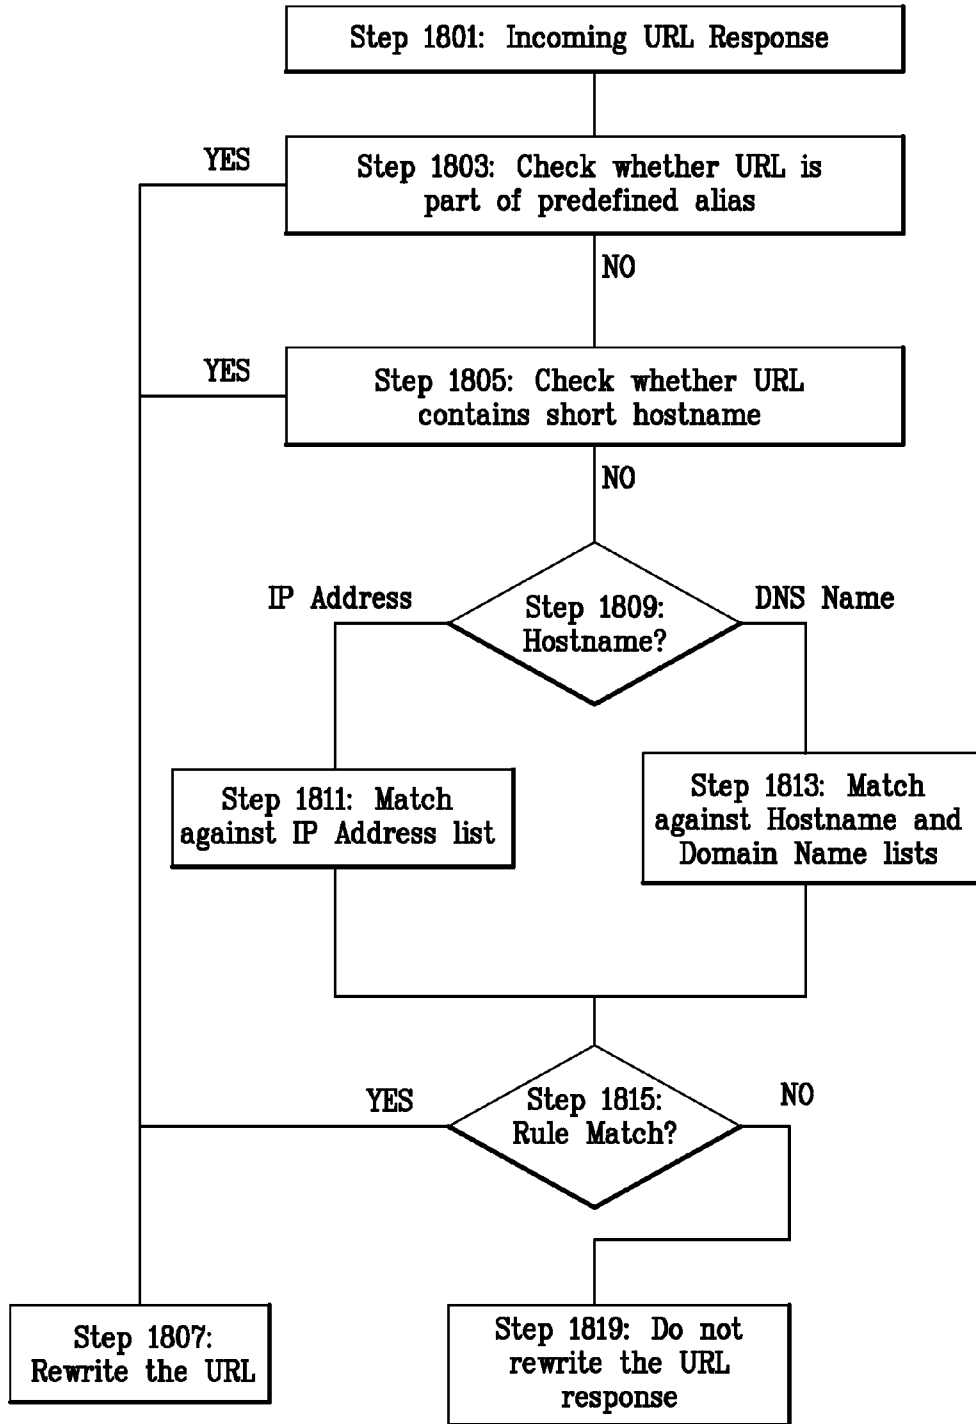 Step 1801: Incoming URL Response
YES
Step 1803: Check whether URL is
part of predefined alias
NO
YES
Step 1805: Check whether URL
contains short hostname
NO
IP Address
DNS Name
Step 1809:
Hostname?
Step 1811: Match
against IP Address list
Step 1813: Match
against Hostname and
Domain Name lists
YES
Step 1815:
Rule Match?
NO
Step 1807:
Rewrite the URL
Step 1819: Do not
rewrite the URL
response